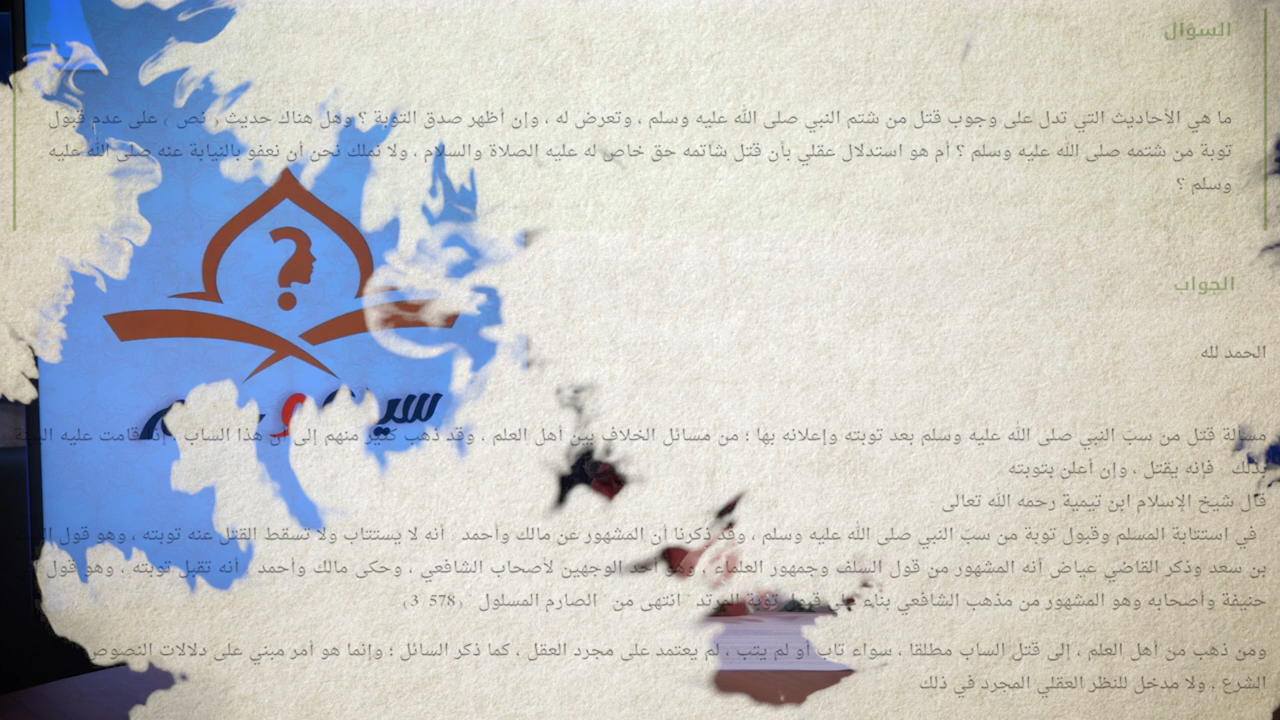 السؤال
ما هي الأحاديث التي تدل على وجوب قتل من شتم النبي صلى الله عليه وسلم ، وتعرض له ، وإن أظهر صدق التوبة ؟ وهل هناك حديث ( نص ) على عدم قبول
توبة من شتمه صلى الله عليه وسلم ؟ أم هو استدلال عقلي بأن قتل شاتمه حق خاص له عليه الصلاة والسلام ، ولا نملك نحن أن نعفو بالنيابة عنه صلى الله عليه
وسلم ؟
الجواب
الحمد لله
مسألة قتل من سبّ النبي صلى الله عليه وسلم بعد توبته وإعلانه بها ؛ من مسائل الخلاف بين أهل العلم ، وقد ذهب كثير منهم إلى أن هذا الساب ، إذا قامت عليه البينة
بذلك فإنه يقتل ، وإن أعلن بتوبته
قال شيخ الإسلام ابن تيمية رحمه الله تعالى
في استتابة المسلم وقبول توبة من سبّ النبي صلى الله عليه وسلم ، وقد ذكرنا أن المشهور عن مالك وأحمد أنه لا يستتاب ولا تسقط القتل عنه توبته ، وهو قول
بن سعد وذكر القاضي عياض أنه المشهور من قول السلف وجمهور العلماء ، وهو أحد الوجهين لأصحاب الشافعي ، وحكى مالك وأحمد أنه تقبل توبته ، وهو قول
حنيفة وأصحابه وهو المشهور من مذهب الشافعي بناء على قبول توبة المرتد انتهى من الصارم المسلول (3 578)
ومن ذهب من أهل العلم ، إلى قتل الساب مطلقا ، سواء تاب أو لم يتب ، لم يعتمد على مجرد العقل ، كما ذكر السائل ؛ وإنما هو أمر مبني على دلالات النصوص
الشرع ، ولا مدخل للنظر العقلي المجرد في ذلك